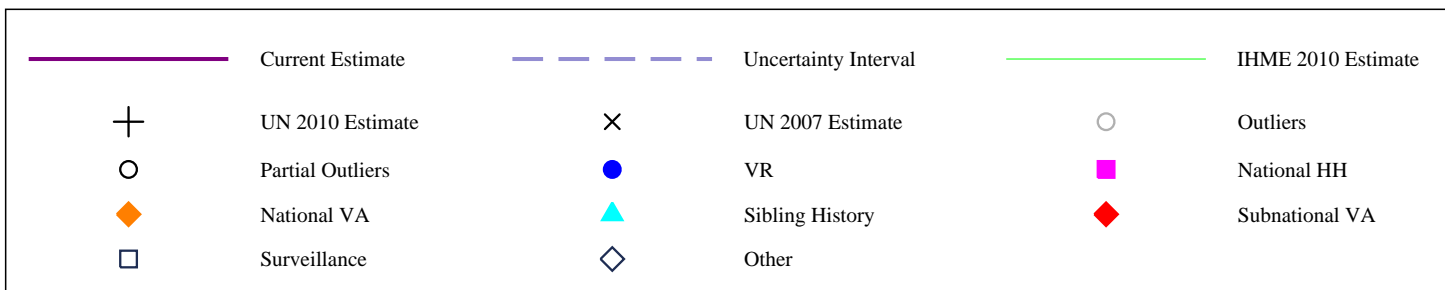 Current Estimate
Uncertainty Interval
IHME 2010 Estimate
UN 2010 Estimate
UN 2007 Estimate
Outliers
Partial Outliers
VR
National HH
National VA
Sibling History
Subnational VA
Surveillance
Other